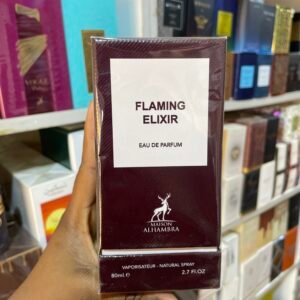 FLAMING
ELIXIR
EAU DE PARFUM
MAISON
ALHAMBRA
VAPORISATEUR - NATURAL SPRAY
80ml℮ 2.7 FL.OZ